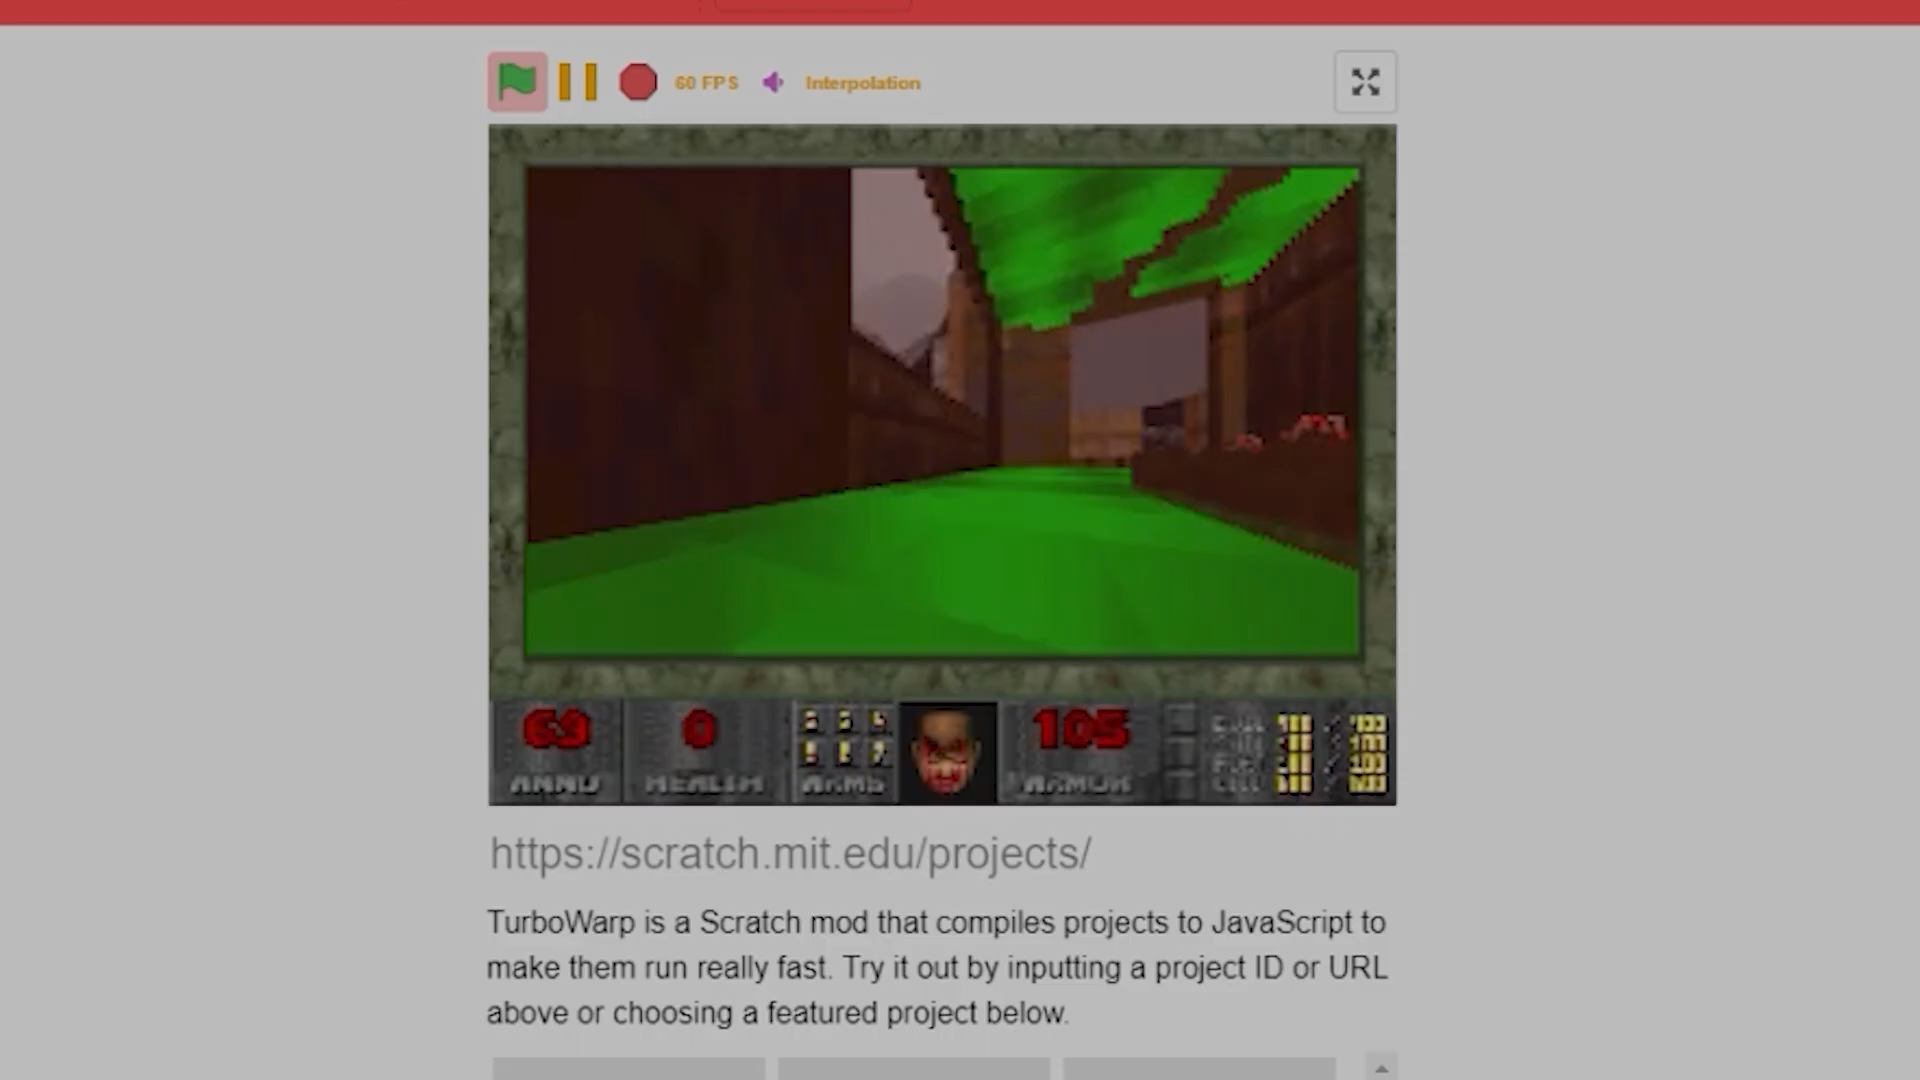 60 FPS Interpolation
69 0 105
AMMO HEALTH ARMS ARMOR
https://scratch.mit.edu/projects/
TurboWarp is a Scratch mod that compiles projects to JavaScript to
make them run really fast. Try it out by inputting a project ID or URL
above or choosing a featured project below.